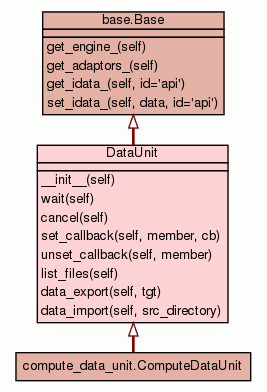 base.Base
get_engine_(self)
get_adaptors_(self)
get_idata_(self, id='api')
set_idata_(self, data, id='api')
DataUnit
__init__(self)
wait(self)
cancel(self)
set_callback(self, member, cb)
unset_callback(self, member)
list_files(self)
data_export(self, tgt)
data_import(self, src_directory)
compute_data_unit.ComputeDataUnit